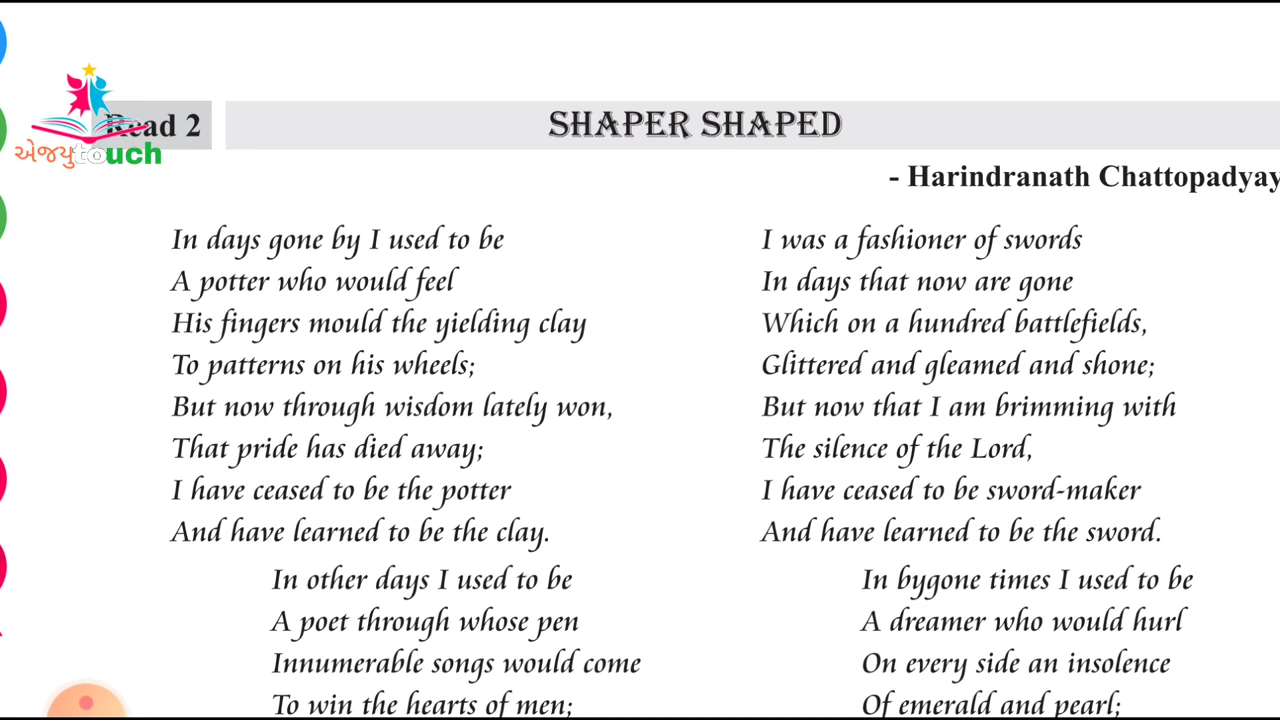 Read 2
SHAPER SHAPED
એજયુtouch
- Harindranath Chattopadyay
In days gone by I used to be
A potter who would feel
His fingers mould the yielding clay
To patterns on his wheels;
But now through wisdom lately won,
That pride has died away;
I have ceased to be the potter
And have learned to be the clay.
In other days I used to be
A poet through whose pen
Innumerable songs would come
To win the hearts of men;
I was a fashioner of swords
In days that now are gone
Which on a hundred battlefields,
Glittered and gleamed and shone;
But now that I am brimming with
The silence of the Lord,
I have ceased to be sword-maker
And have learned to be the sword.
In bygone times I used to be
A dreamer who would hurl
On every side an insolence
Of emerald and pearl;